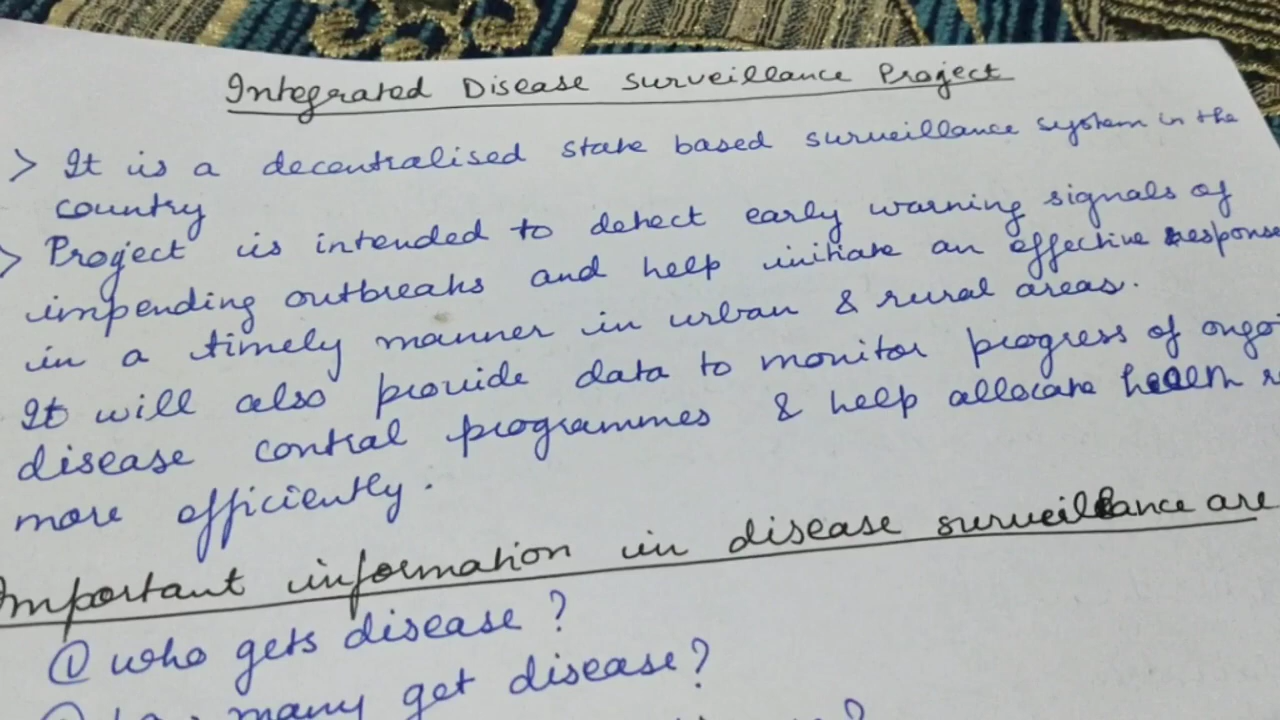 Integrated Disease Surveillance Project
> It is a decentralised state based surveillance system in the
country
> Project is intended to detect early warning signals of
impending outbreaks and help initiate an effective response
in a timely manner in urban & rural areas.
It will also provide data to monitor progress of
disease control programmes & help allocate health
more efficiently.
Important information in disease surveillance are
① who gets disease?
many get disease?